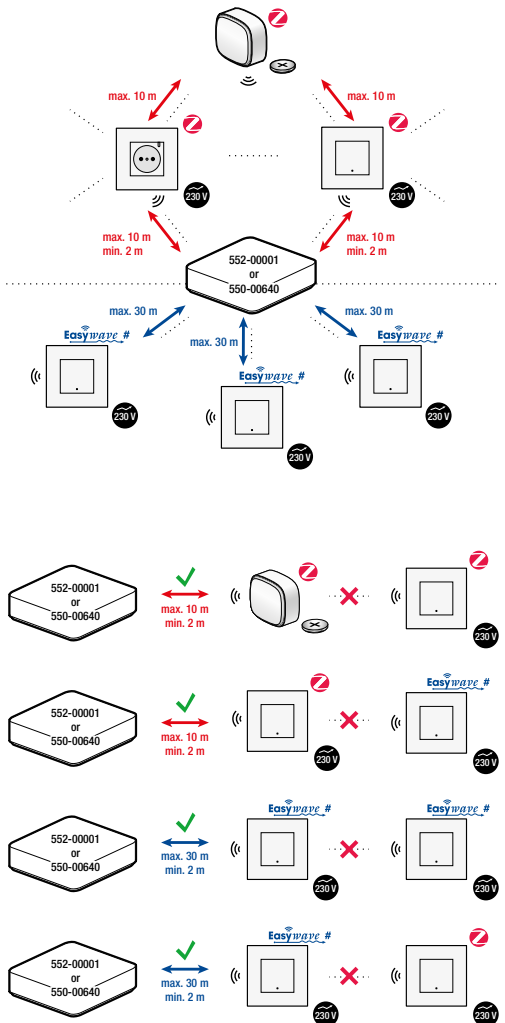 max. 10 m
max. 10 m
230 V
230 V
max. 10 m
min. 2 m
max. 10 m
min. 2 m
552-00001
or
550-00640
max. 30 m
max. 30 m
max. 30 m
Easywave #
Easywave #
Easywave #
230 V
230 V
230 V
552-00001
or
550-00640
max. 10 m
min. 2 m
230 V
552-00001
or
550-00640
max. 10 m
min. 2 m
230 V
Easywave #
230 V
552-00001
or
550-00640
max. 30 m
min. 2 m
Easywave #
230 V
Easywave #
230 V
552-00001
or
550-00640
max. 30 m
min. 2 m
Easywave #
230 V
230 V